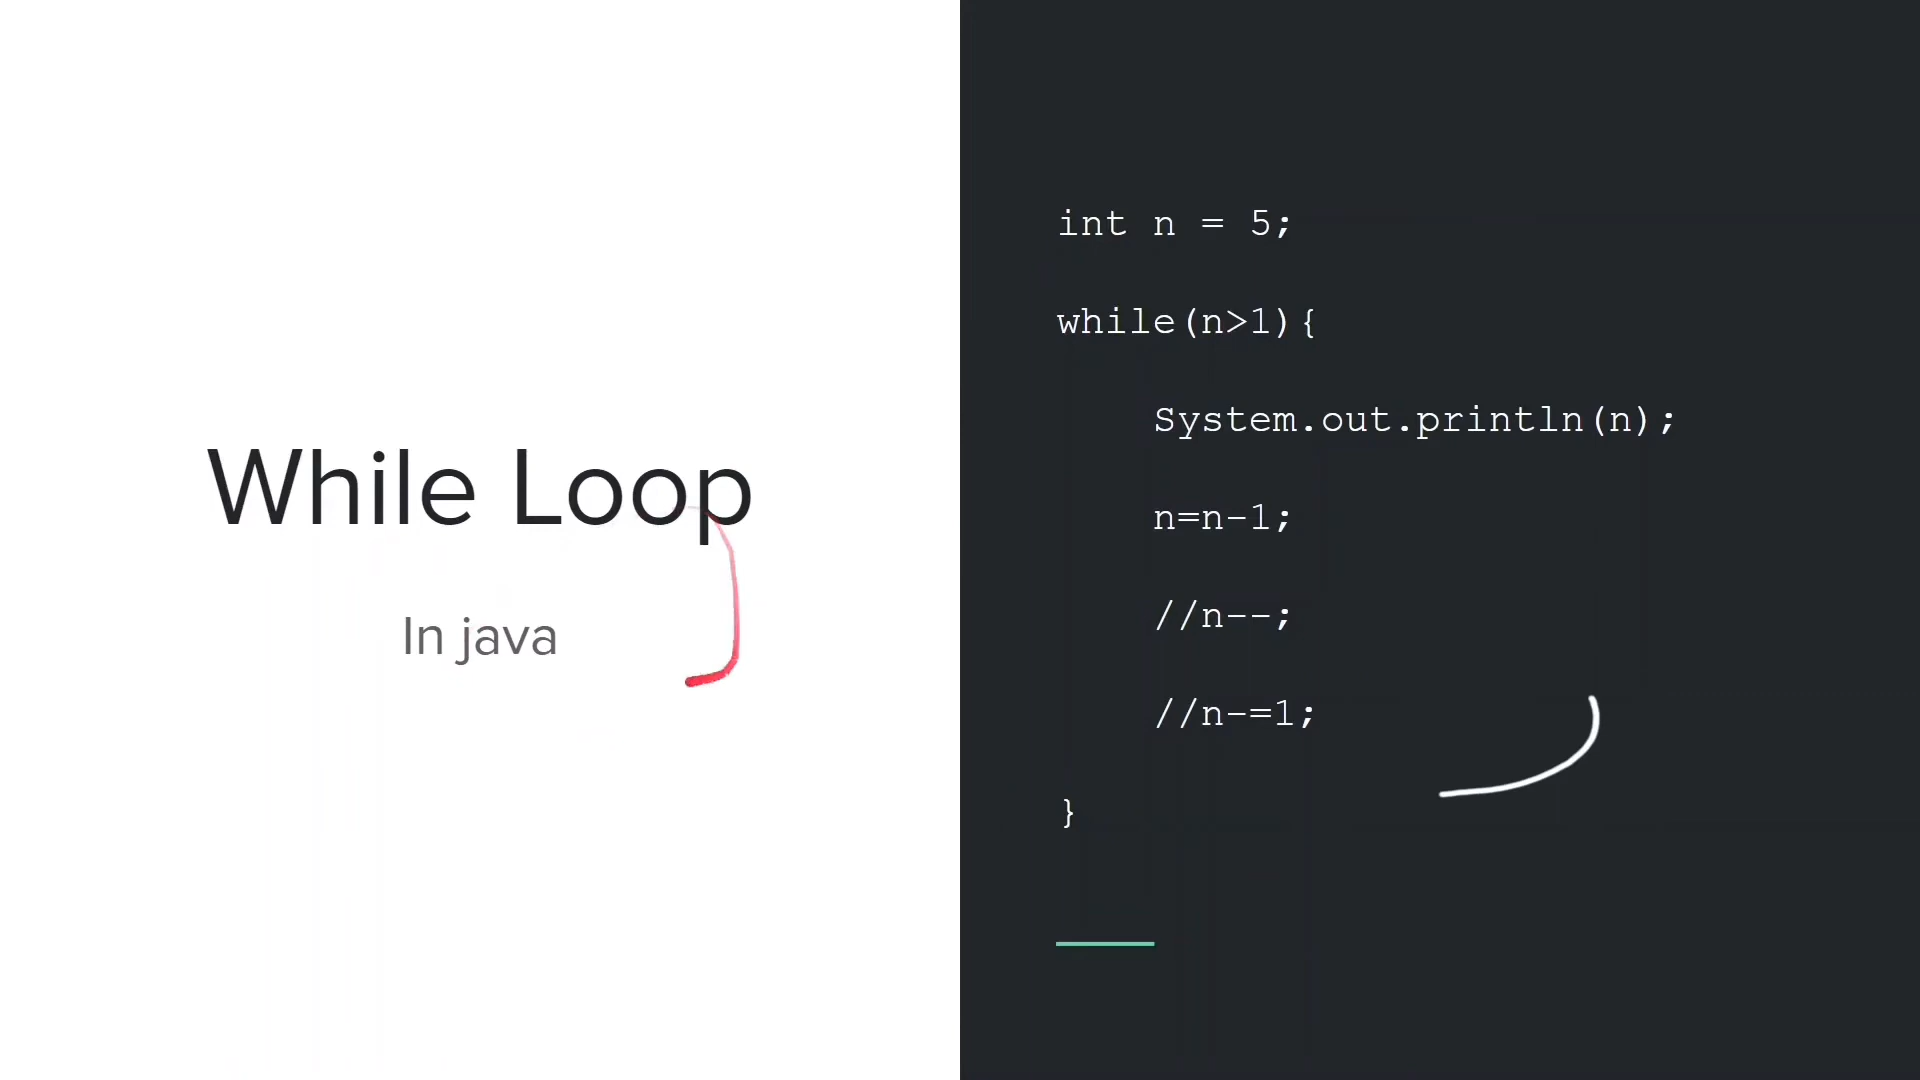 While Loop
In java
int n = 5;
while(n>1){
System.out.println(n);
n=n-1;
//n--;
//n-=1;
}